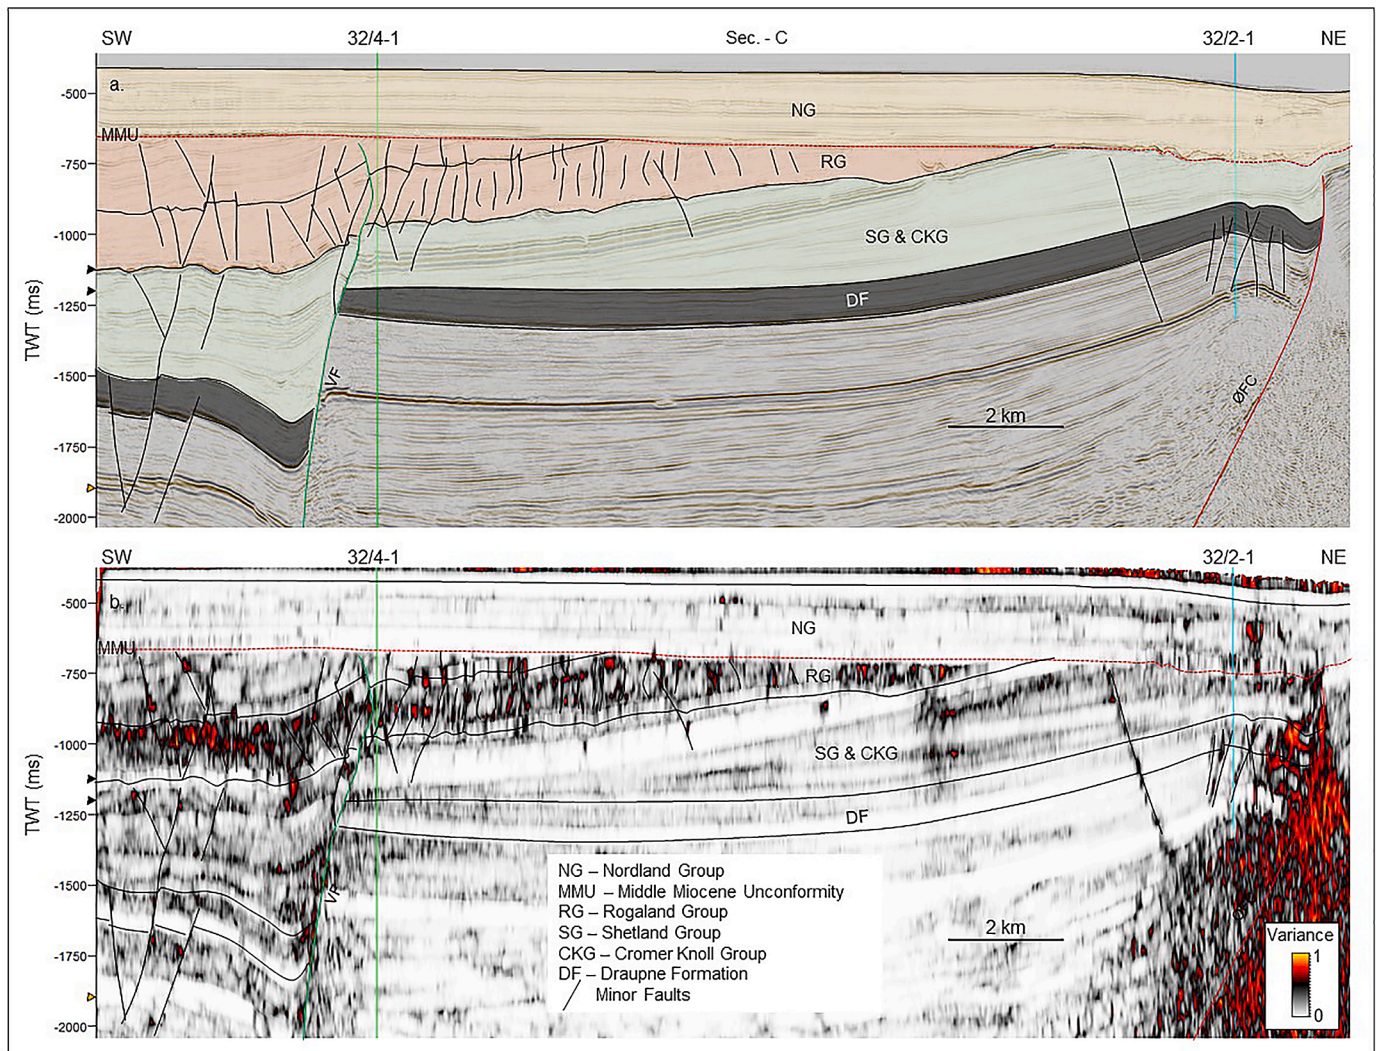 SW 32/4-1 Sec. - C 32/2-1 NE
a.
-500
NG
MMU
-750
RG
-1000
SG & CKG
TWT (ms)
-1250
DF
-1500
VF
ØFC
2 km
-1750
-2000
SW 32/4-1 32/2-1 NE
b.
-500
NG
MMU
-750
RG
-1000
SG & CKG
TWT (ms)
-1250
DF
-1500
VF
-1750
-2000
NG – Nordland Group
MMU – Middle Miocene Unconformity
RG – Rogaland Group
SG – Shetland Group
CKG – Cromer Knoll Group
DF – Draupne Formation
Minor Faults
2 km
Variance
1
0